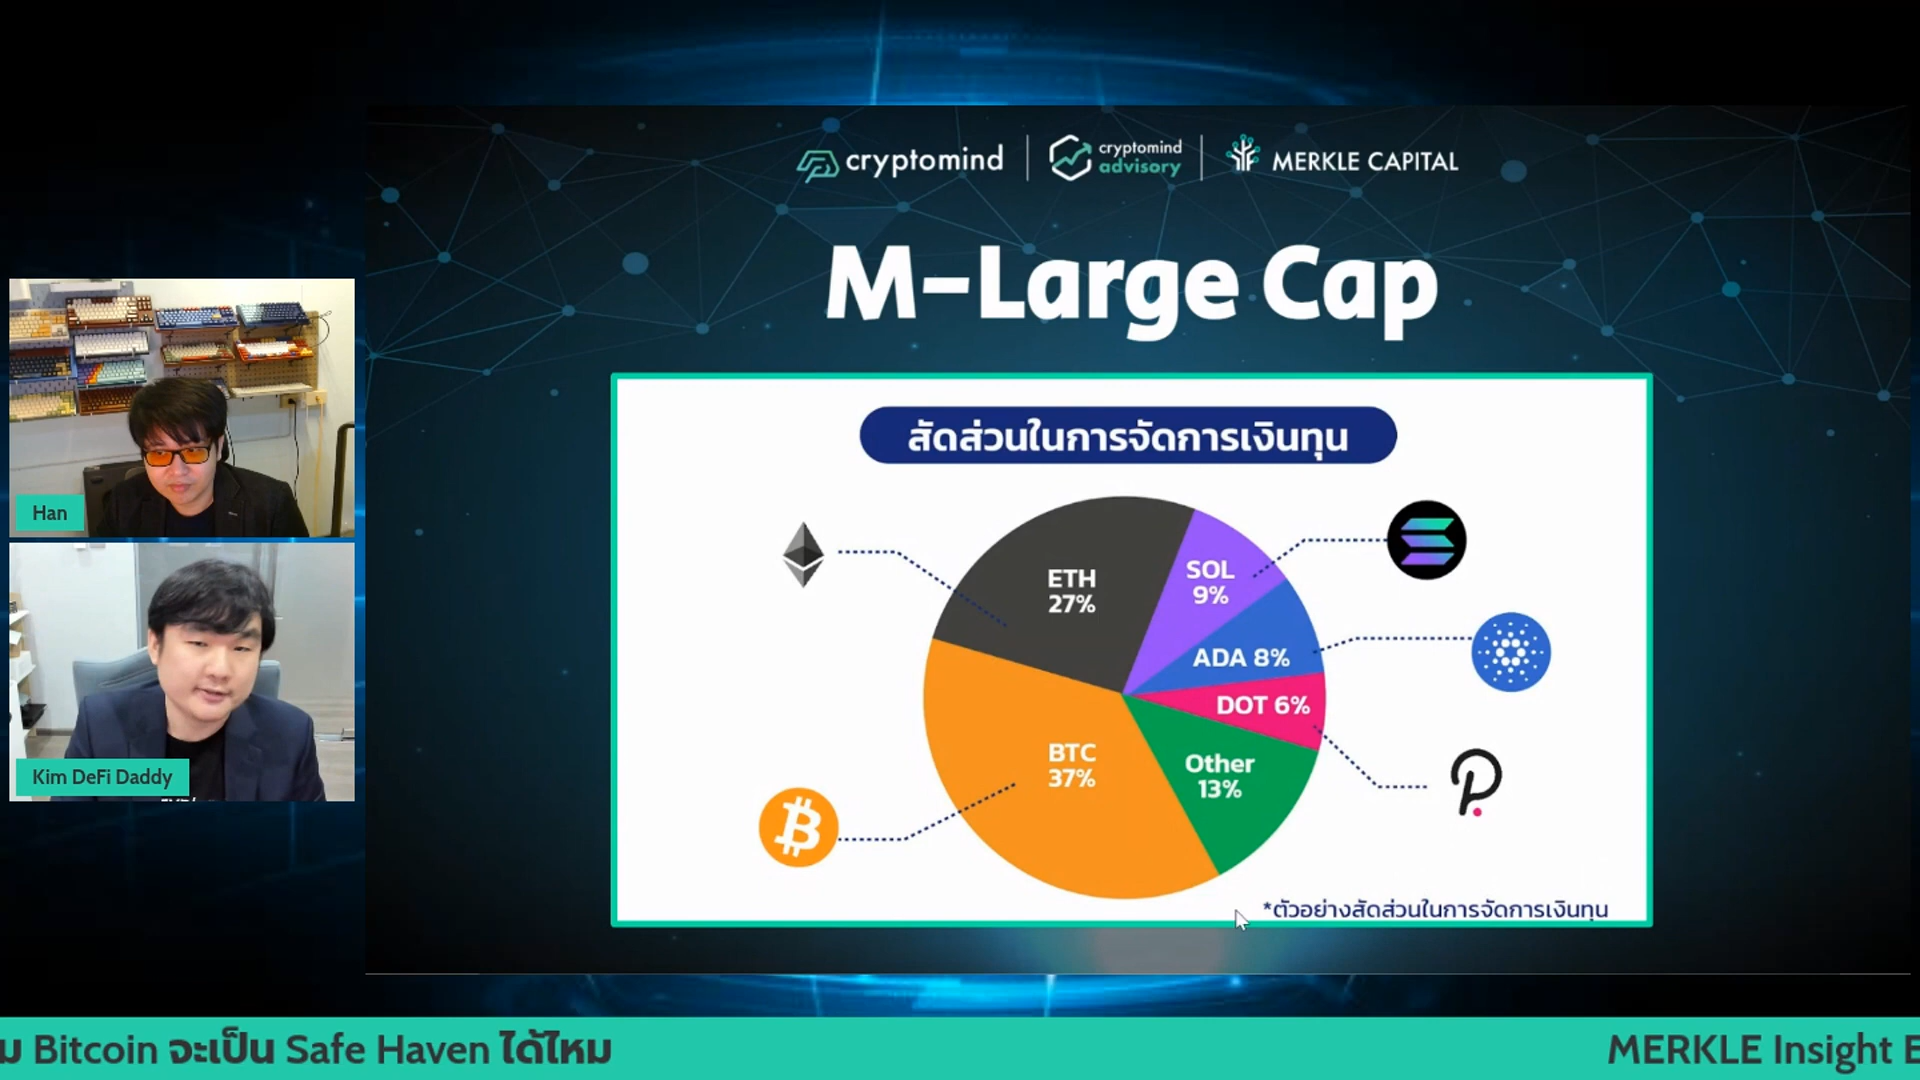 cryptomind
cryptomind
advisory
MERKLE CAPITAL
M-Large Cap
สัดส่วนในการจัดการเงินทุน
ETH
27%
SOL
9%
ADA 8%
DOT 6%
Other
13%
BTC
37%
*ตัวอย่างสัดส่วนในการจัดการเงินทุน
Han
Kim DeFi Daddy
Bitcoin จะเป็น Safe Haven ได้ไหม
MERKLE Insight E